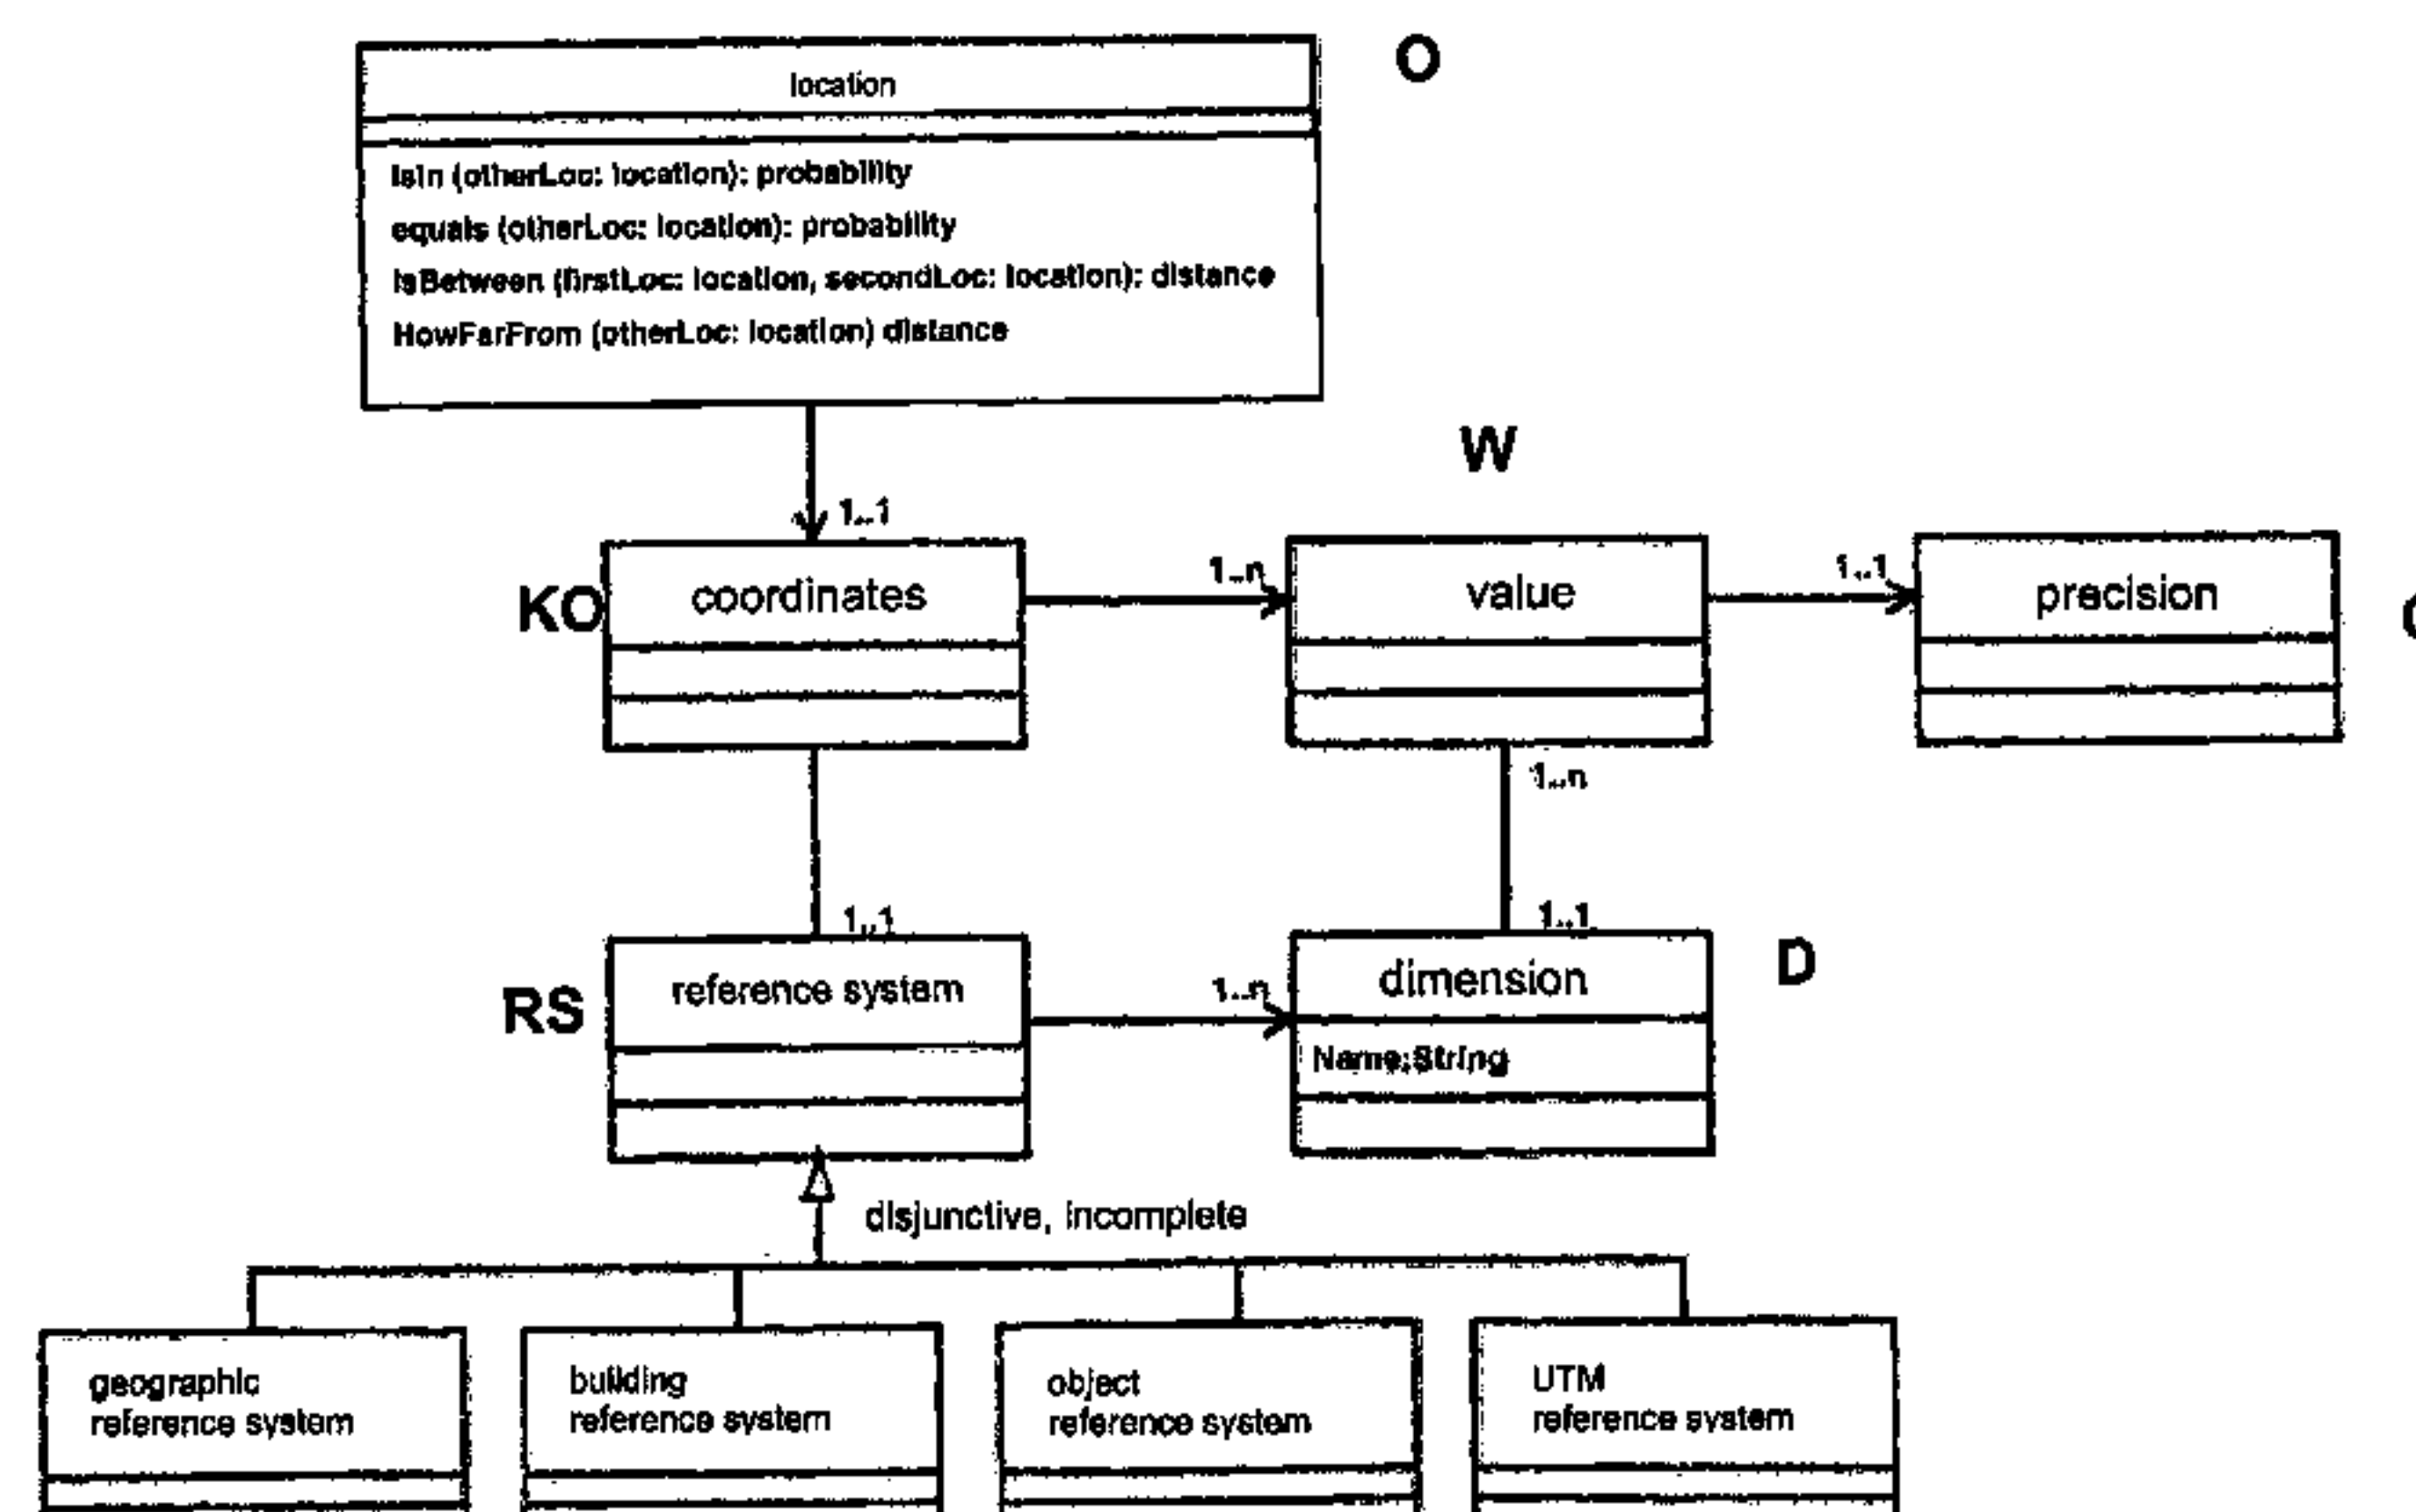 location
O
isIn (otherLoc: location): probability
equals (otherLoc: location): probability
isBetween (firstLoc: location, secondLoc: location): distance
HowFarFrom (otherLoc: location) distance
W
1..1
KO
coordinates
1..n
value
1..1
precision
1..n
1..1
1..1
RS
reference system
1..n
dimension
D
Name:String
disjunctive, incomplete
geographic
reference system
building
reference system
object
reference system
UTM
reference system